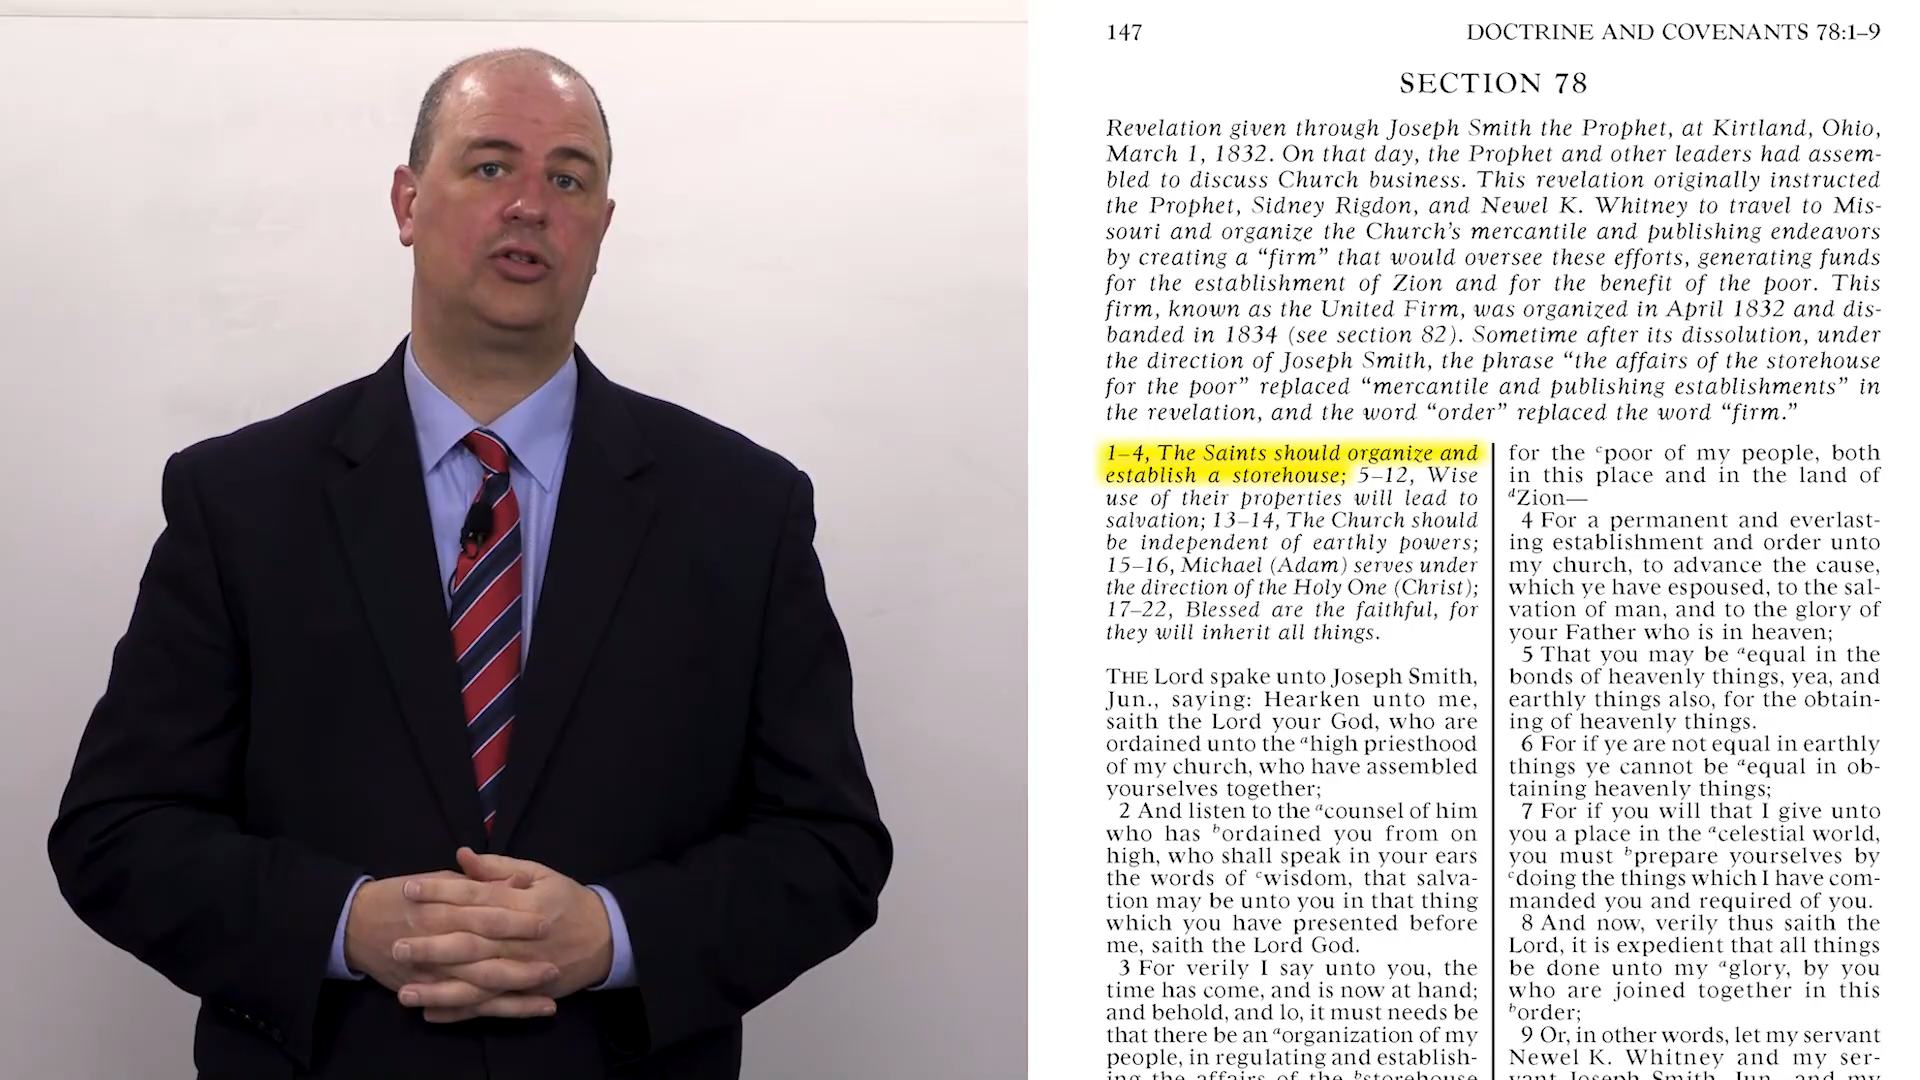 147 DOCTRINE AND COVENANTS 78:1–9
SECTION 78
Revelation given through Joseph Smith the Prophet, at Kirtland, Ohio,
March 1, 1832. On that day, the Prophet and other leaders had assem-
bled to discuss Church business. This revelation originally instructed
the Prophet, Sidney Rigdon, and Newel K. Whitney to travel to Mis-
souri and organize the Church’s mercantile and publishing endeavors
by creating a “firm” that would oversee these efforts, generating funds
for the establishment of Zion and for the benefit of the poor. This
firm, known as the United Firm, was organized in April 1832 and dis-
banded in 1834 (see section 82). Sometime after its dissolution, under
the direction of Joseph Smith, the phrase “the affairs of the storehouse
for the poor” replaced “mercantile and publishing establishments” in
the revelation, and the word “order” replaced the word “firm.”
1–4, The Saints should organize and
establish a storehouse; 5–12, Wise
use of their properties will lead to
salvation; 13–14, The Church should
be independent of earthly powers;
15–16, Michael (Adam) serves under
the direction of the Holy One (Christ);
17–22, Blessed are the faithful, for
they will inherit all things.
THE Lord spake unto Joseph Smith,
Jun., saying: Hearken unto me,
saith the Lord your God, who are
ordained unto the ᵃhigh priesthood
of my church, who have assembled
yourselves together;
2 And listen to the ᵃcounsel of him
who has ᵇordained you from on
high, who shall speak in your ears
the words of ᶜwisdom, that salva-
tion may be unto you in that thing
which you have presented before
me, saith the Lord God.
3 For verily I say unto you, the
time has come, and is now at hand;
and behold, and lo, it must needs be
that there be an ᵃorganization of my
people, in regulating and establish-
ing the affairs of the ᵇstorehouse
for the ᶜpoor of my people, both
in this place and in the land of
ᵈZion—
4 For a permanent and everlast-
ing establishment and order unto
my church, to advance the cause,
which ye have espoused, to the sal-
vation of man, and to the glory of
your Father who is in heaven;
5 That you may be ᵃequal in the
bonds of heavenly things, yea, and
earthly things also, for the obtain-
ing of heavenly things.
6 For if ye are not equal in earthly
things ye cannot be ᵃequal in ob-
taining heavenly things;
7 For if you will that I give unto
you a place in the ᵃcelestial world,
you must ᵇprepare yourselves by
ᶜdoing the things which I have com-
manded you and required of you.
8 And now, verily thus saith the
Lord, it is expedient that all things
be done unto my ᵃglory, by you
who are joined together in this
ᵇorder;
9 Or, in other words, let my servant
Newel K. Whitney and my ser-
vant Joseph Smith, Jun., and my